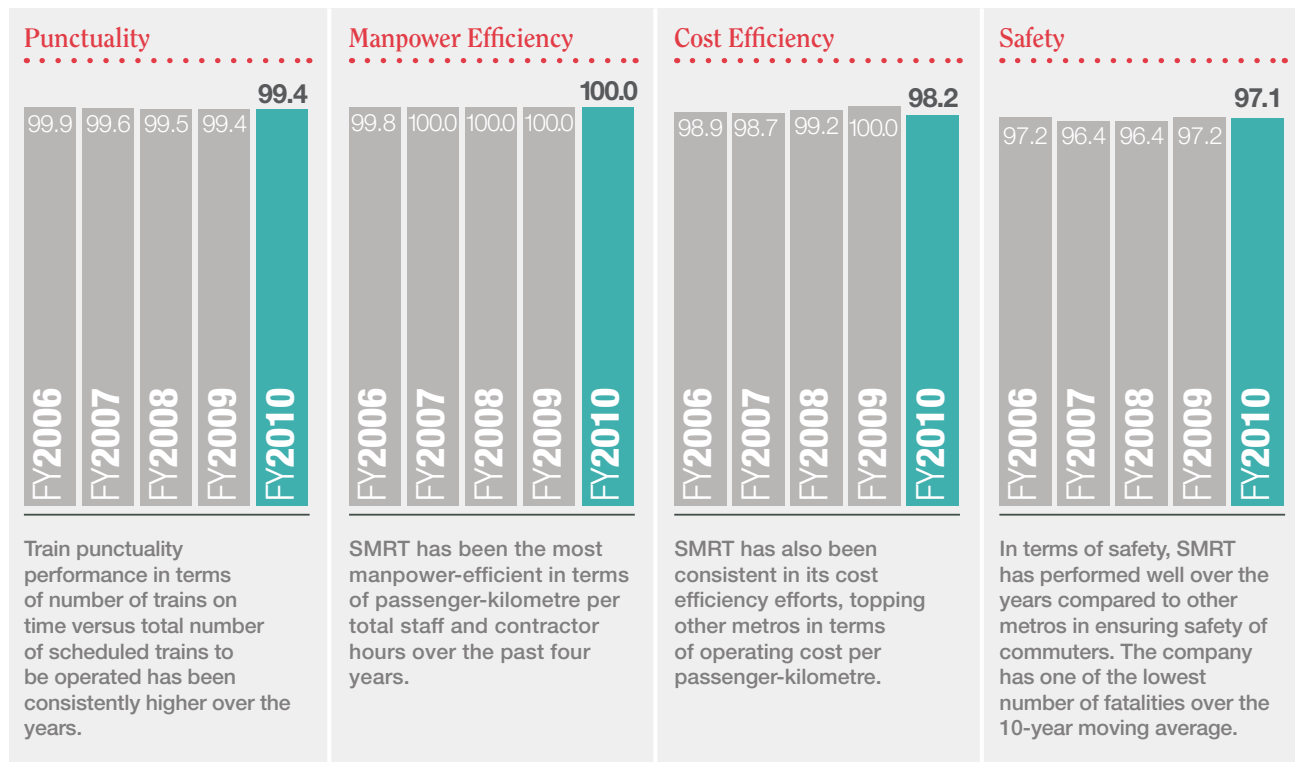 Punctuality
99.4
99.9 99.6 99.5 99.4
FY2006 FY2007 FY2008 FY2009 FY2010
Train punctuality
performance in terms
of number of trains on
time versus total number
of scheduled trains to
be operated has been
consistently higher over the
years.
Manpower Efficiency
100.0
99.8 100.0 100.0 100.0
FY2006 FY2007 FY2008 FY2009 FY2010
SMRT has been the most
manpower-efficient in terms
of passenger-kilometre per
total staff and contractor
hours over the past four
years.
Cost Efficiency
98.2
98.9 98.7 99.2 100.0
FY2006 FY2007 FY2008 FY2009 FY2010
SMRT has also been
consistent in its cost
efficiency efforts, topping
other metros in terms
of operating cost per
passenger-kilometre.
Safety
97.1
97.2 96.4 96.4 97.2
FY2006 FY2007 FY2008 FY2009 FY2010
In terms of safety, SMRT
has performed well over the
years compared to other
metros in ensuring safety of
commuters. The company
has one of the lowest
number of fatalities over the
10-year moving average.